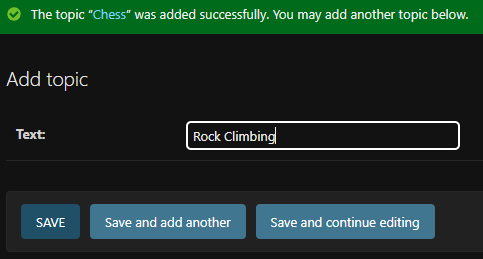 The topic “Chess” was added successfully. You may add another topic below.
Add topic
Text:
Rock Climbing
SAVE
Save and add another
Save and continue editing